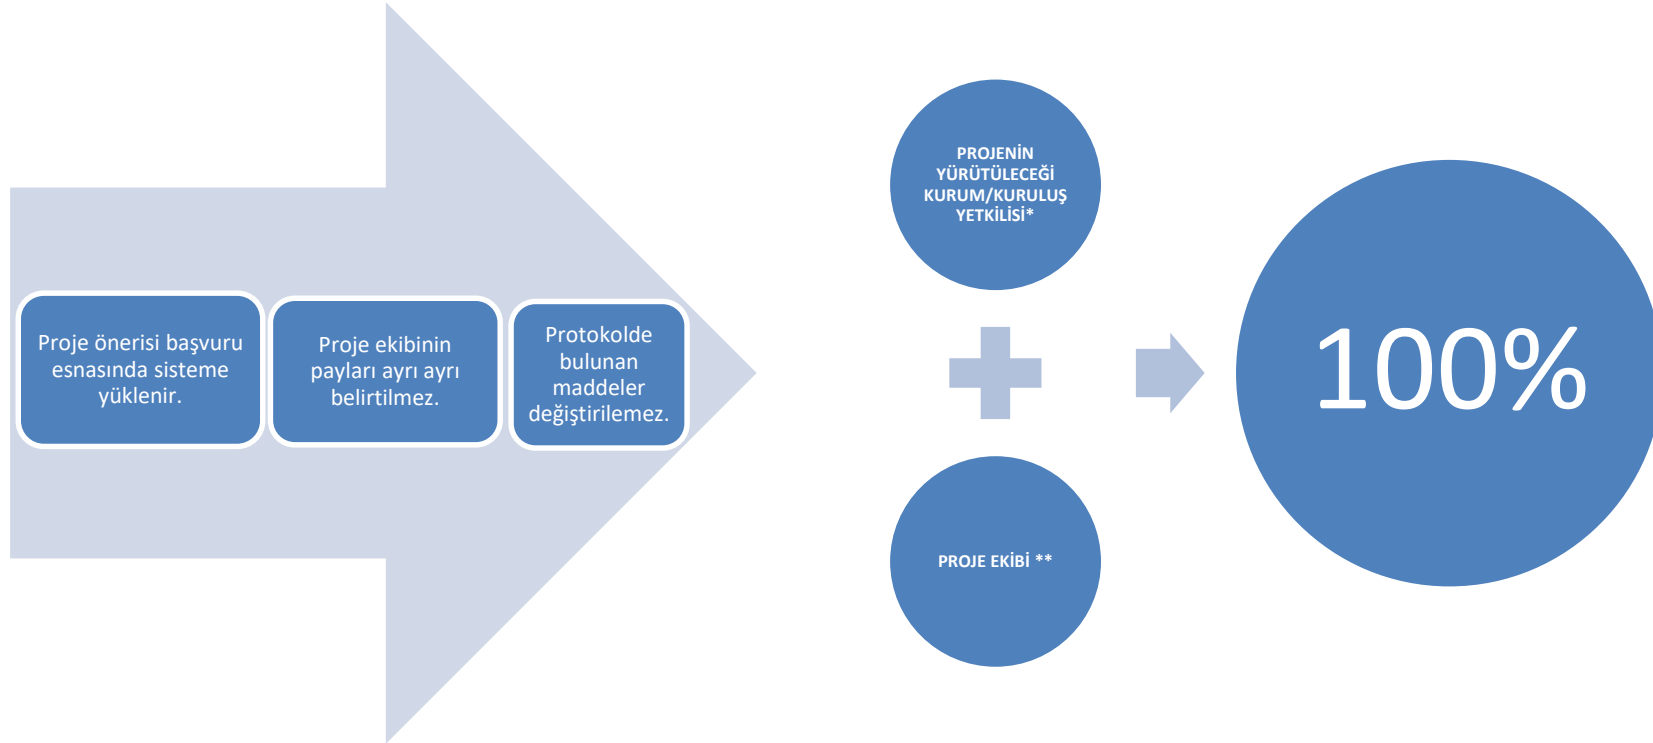 Proje önerisi başvuru
esnasında sisteme
yüklenir.
Proje ekibinin
payları ayrı ayrı
belirtilmez.
Protokolde
bulunan
maddeler
değiştirilemez.
PROJENİN
YÜRÜTÜLECEĞİ
KURUM/KURULUŞ
YETKİLİSİ*
PROJE EKİBİ **
100%